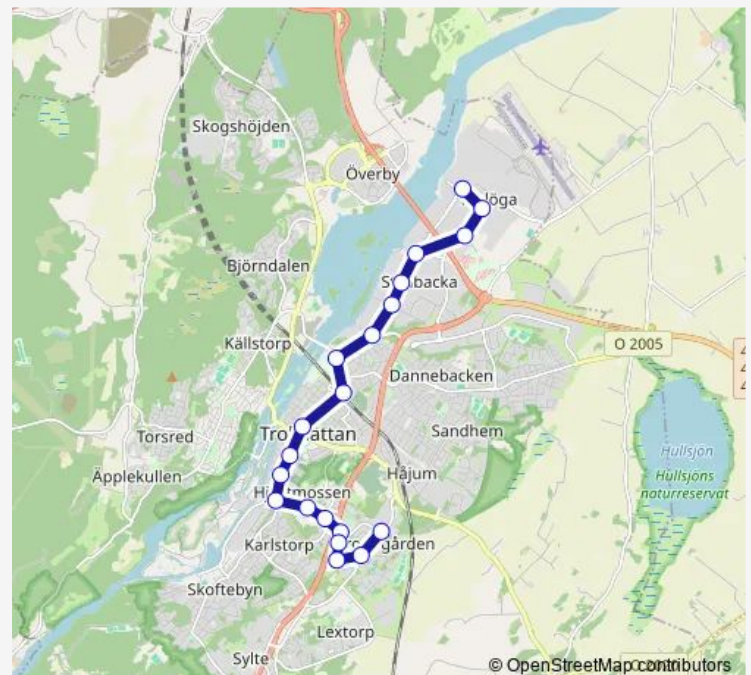 Skogshöjden
Överby
Björndalen
Källstorp
O 2005
Dannebacken
Torsred
Sandhem
Hullsjön
Äpplekullen
Håjum
Hullsjöns
naturreservat
Karlstorp
Skoftebyn
Lextorp
Sylte
© OpenStreetMap contributors